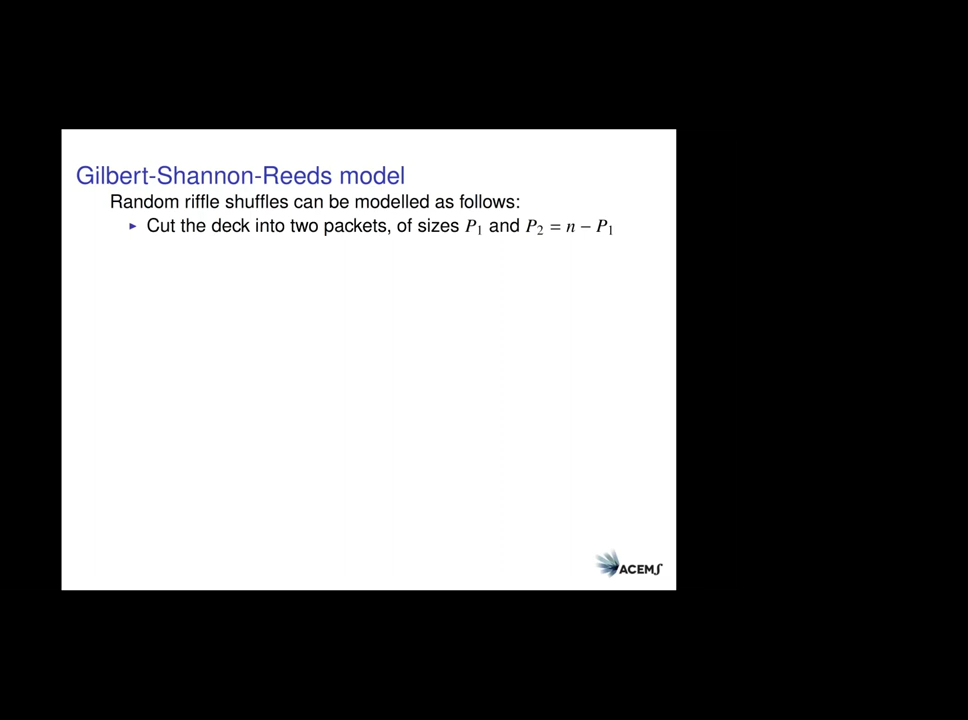 Gilbert-Shannon-Reeds model
Random riffle shuffles can be modelled as follows:
▸ Cut the deck into two packets, of sizes P₁ and P₂ = n − P₁
ACEMS